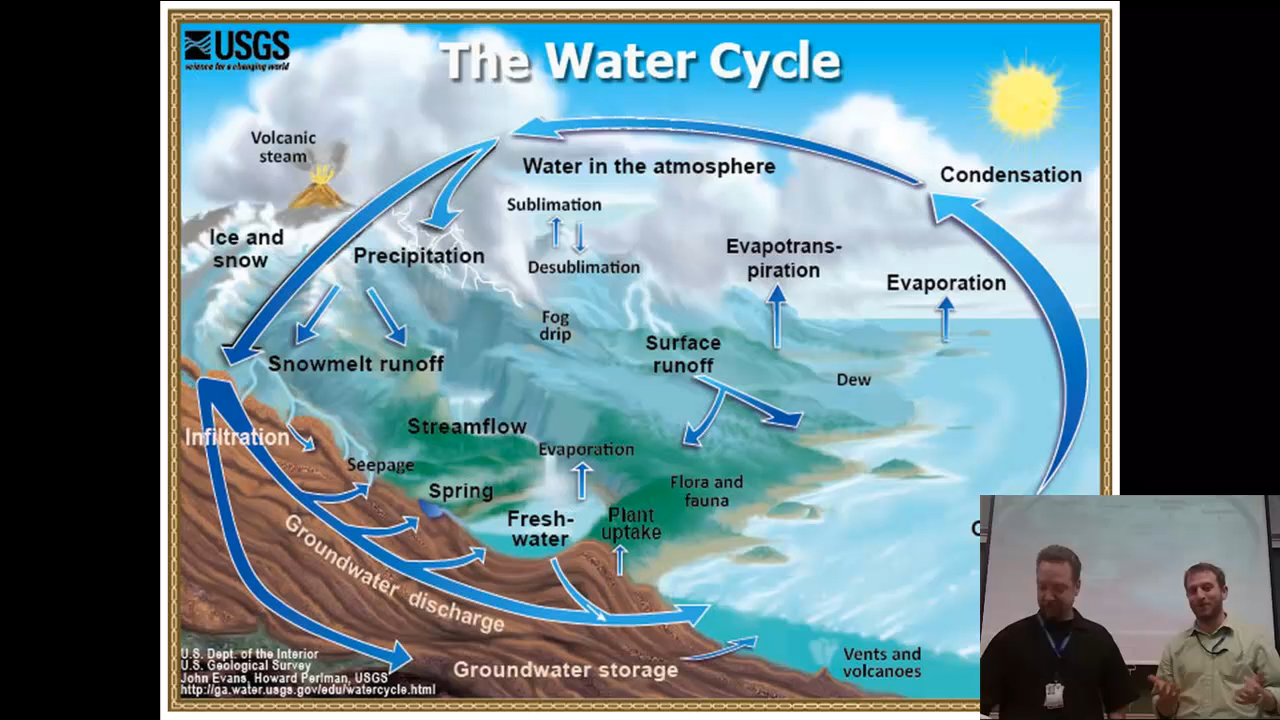 USGS
science for a changing world
The Water Cycle
Volcanic
steam
Water in the atmosphere
Condensation
Sublimation
Ice and
snow
Precipitation
Desublimation
Evapotrans-
piration
Evaporation
Fog
drip
Surface
runoff
Snowmelt runoff
Dew
Streamflow
Infiltration
Evaporation
Seepage
Spring
Flora and
fauna
Fresh-
water
Plant
uptake
Groundwater discharge
Groundwater storage
Vents and
volcanoes
U.S. Dept. of the Interior
U.S. Geological Survey
John Evans, Howard Perlman, USGS
http://ga.water.usgs.gov/edu/watercycle.html